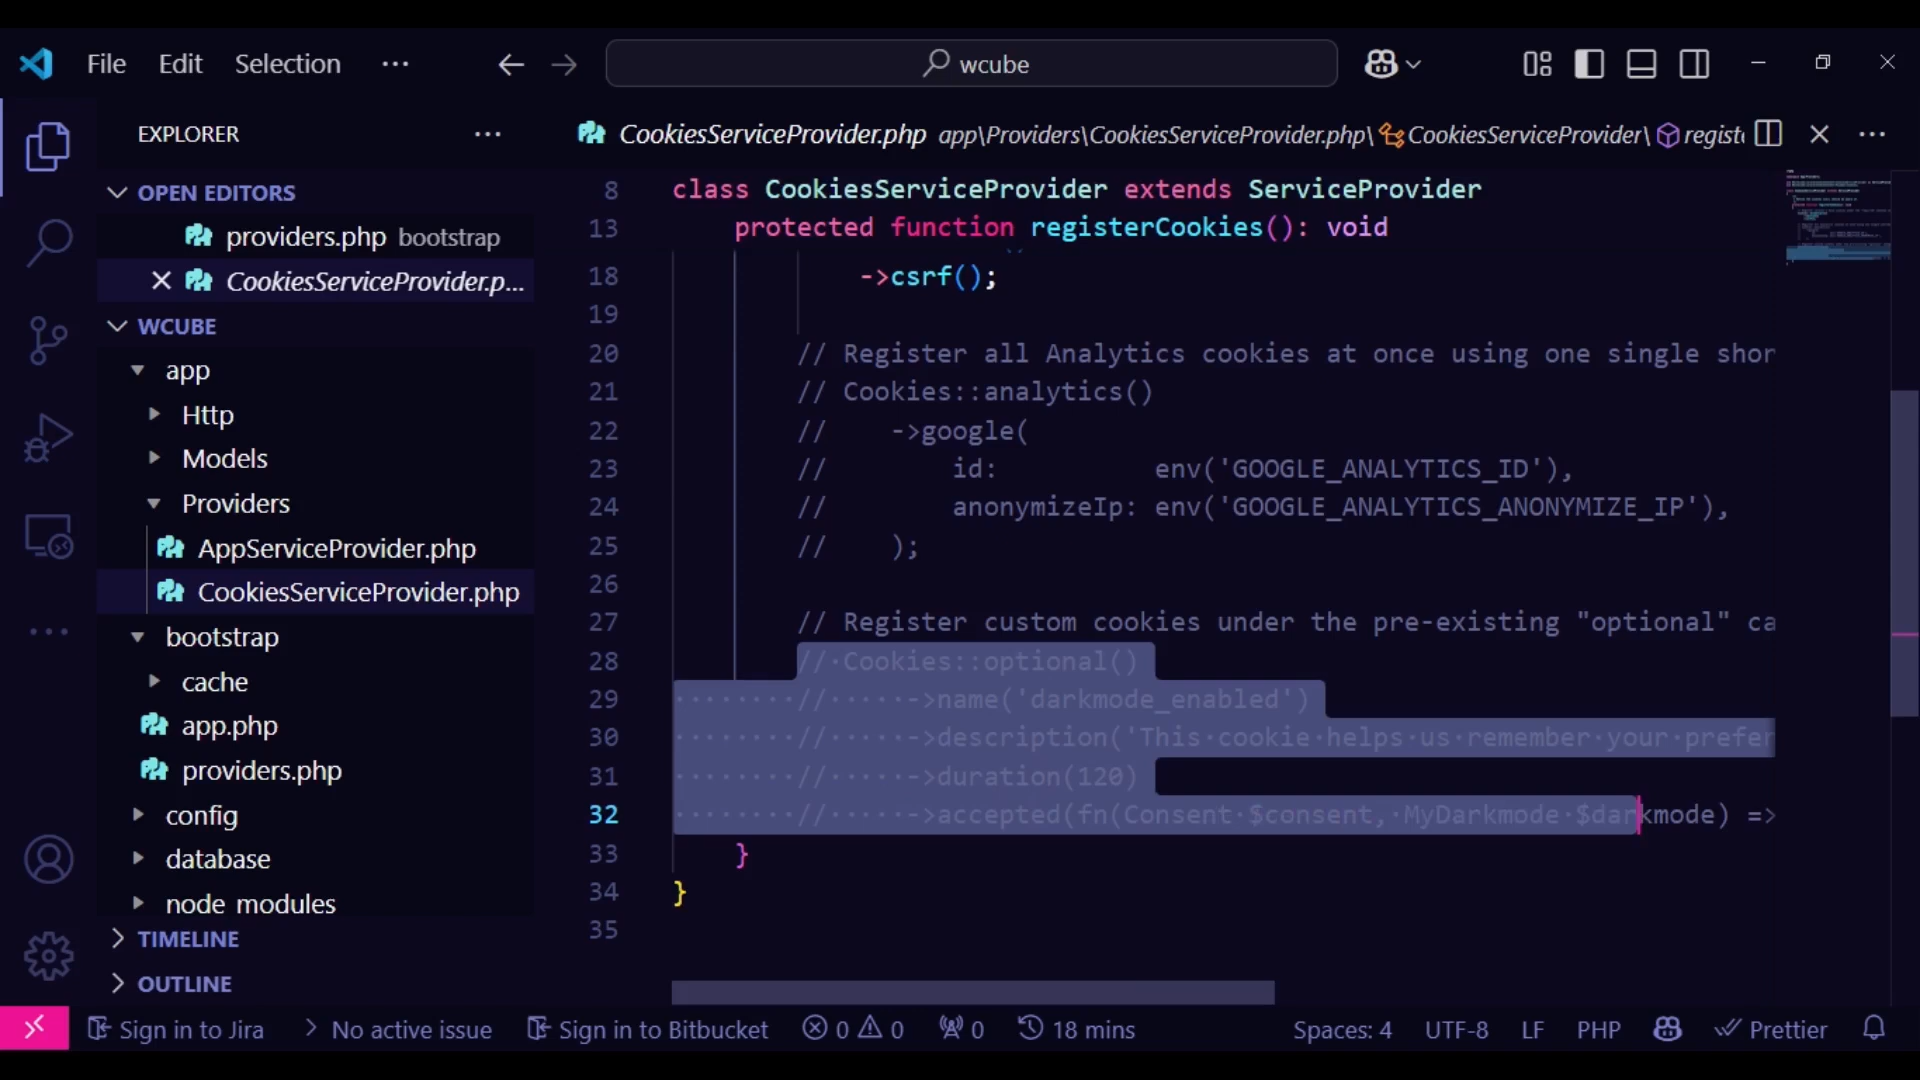 File Edit Selection ··· wcube
EXPLORER ···
CookiesServiceProvider.php app\Providers\CookiesServiceProvider.php\ CookiesServiceProvider\ ···
OPEN EDITORS
providers.php bootstrap
CookiesServiceProvider.p...
WCUBE
app
Http
Models
Providers
AppServiceProvider.php
CookiesServiceProvider.php
bootstrap
cache
app.php
providers.php
config
database
node_modules
TIMELINE
OUTLINE
8 class CookiesServiceProvider extends ServiceProvider
13 protected function registerCookies(): void
18 ->csrf();
19
20 // Register all Analytics cookies at once using one single shor
21 // Cookies::analytics()
22 // ->google(
23 // id: env('GOOGLE_ANALYTICS_ID'),
24 // anonymizeIp: env('GOOGLE_ANALYTICS_ANONYMIZE_IP'),
25 // );
26
27 // Register custom cookies under the pre-existing "optional" ca
28 // Cookies::optional()
29 // ->name('darkmode_enabled')
30 // ->description('This cookie helps us remember your prefer
31 // ->duration(120)
32 // ->accepted(fn(Consent $consent, MyDarkmode $darkmode) =>
33 }
34 }
35
Sign in to Jira No active issue Sign in to Bitbucket 0 0 0 18 mins Spaces: 4 UTF-8 LF PHP Prettier